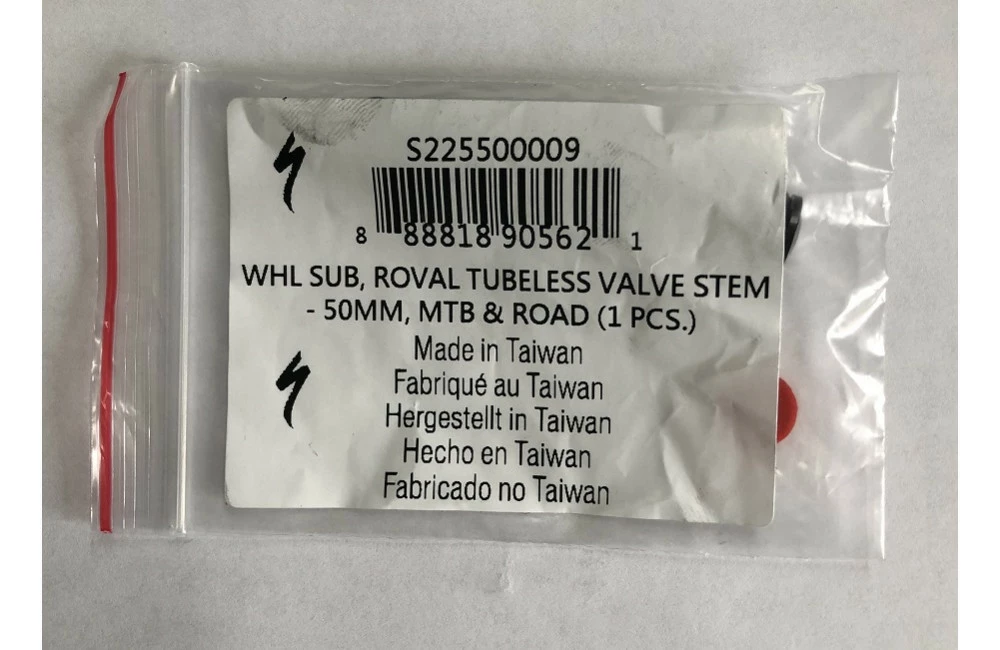 S225500009
8 88818 90562 1
WHL SUB, ROVAL TUBELESS VALVE STEM
- 50MM, MTB & ROAD (1 PCS.)
Made in Taiwan
Fabriqué au Taiwan
Hergestellt in Taiwan
Hecho en Taiwan
Fabricado no Taiwan